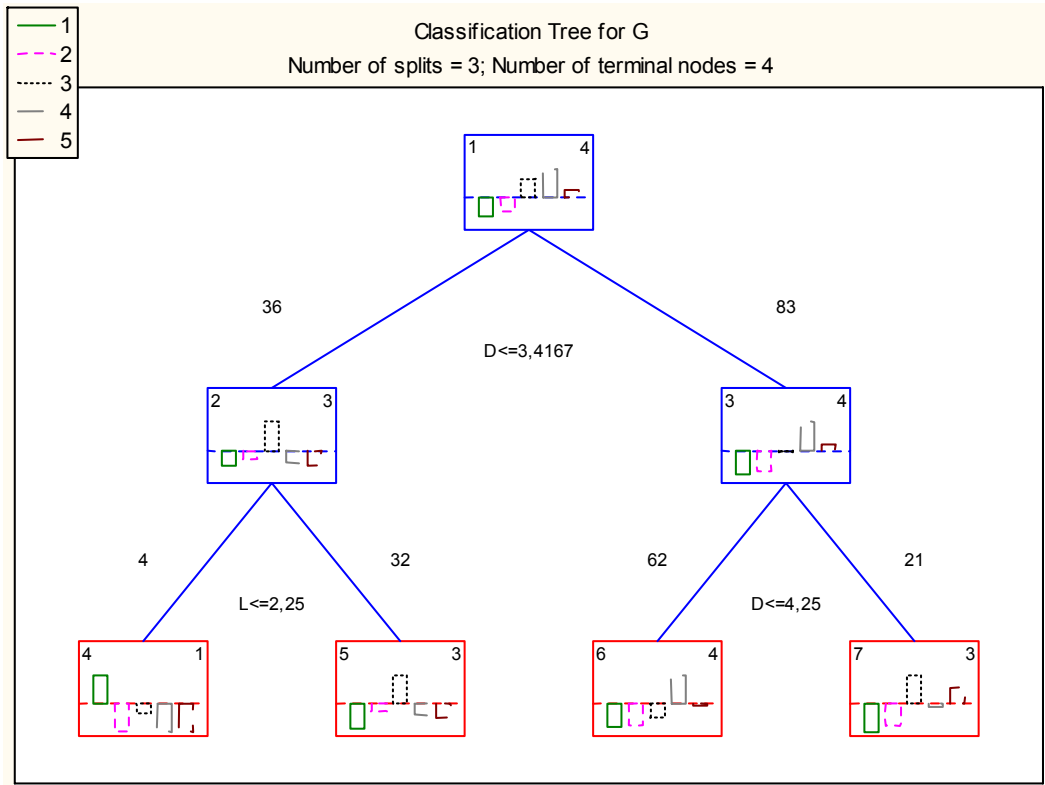 1
2
3
4
5
Classification Tree for G
Number of splits = 3; Number of terminal nodes = 4
1 4
36 83
D<=3,4167
2 3 3 4
4 32 62 21
L<=2,25 D<=4,25
4 1 5 3 6 4 7 3